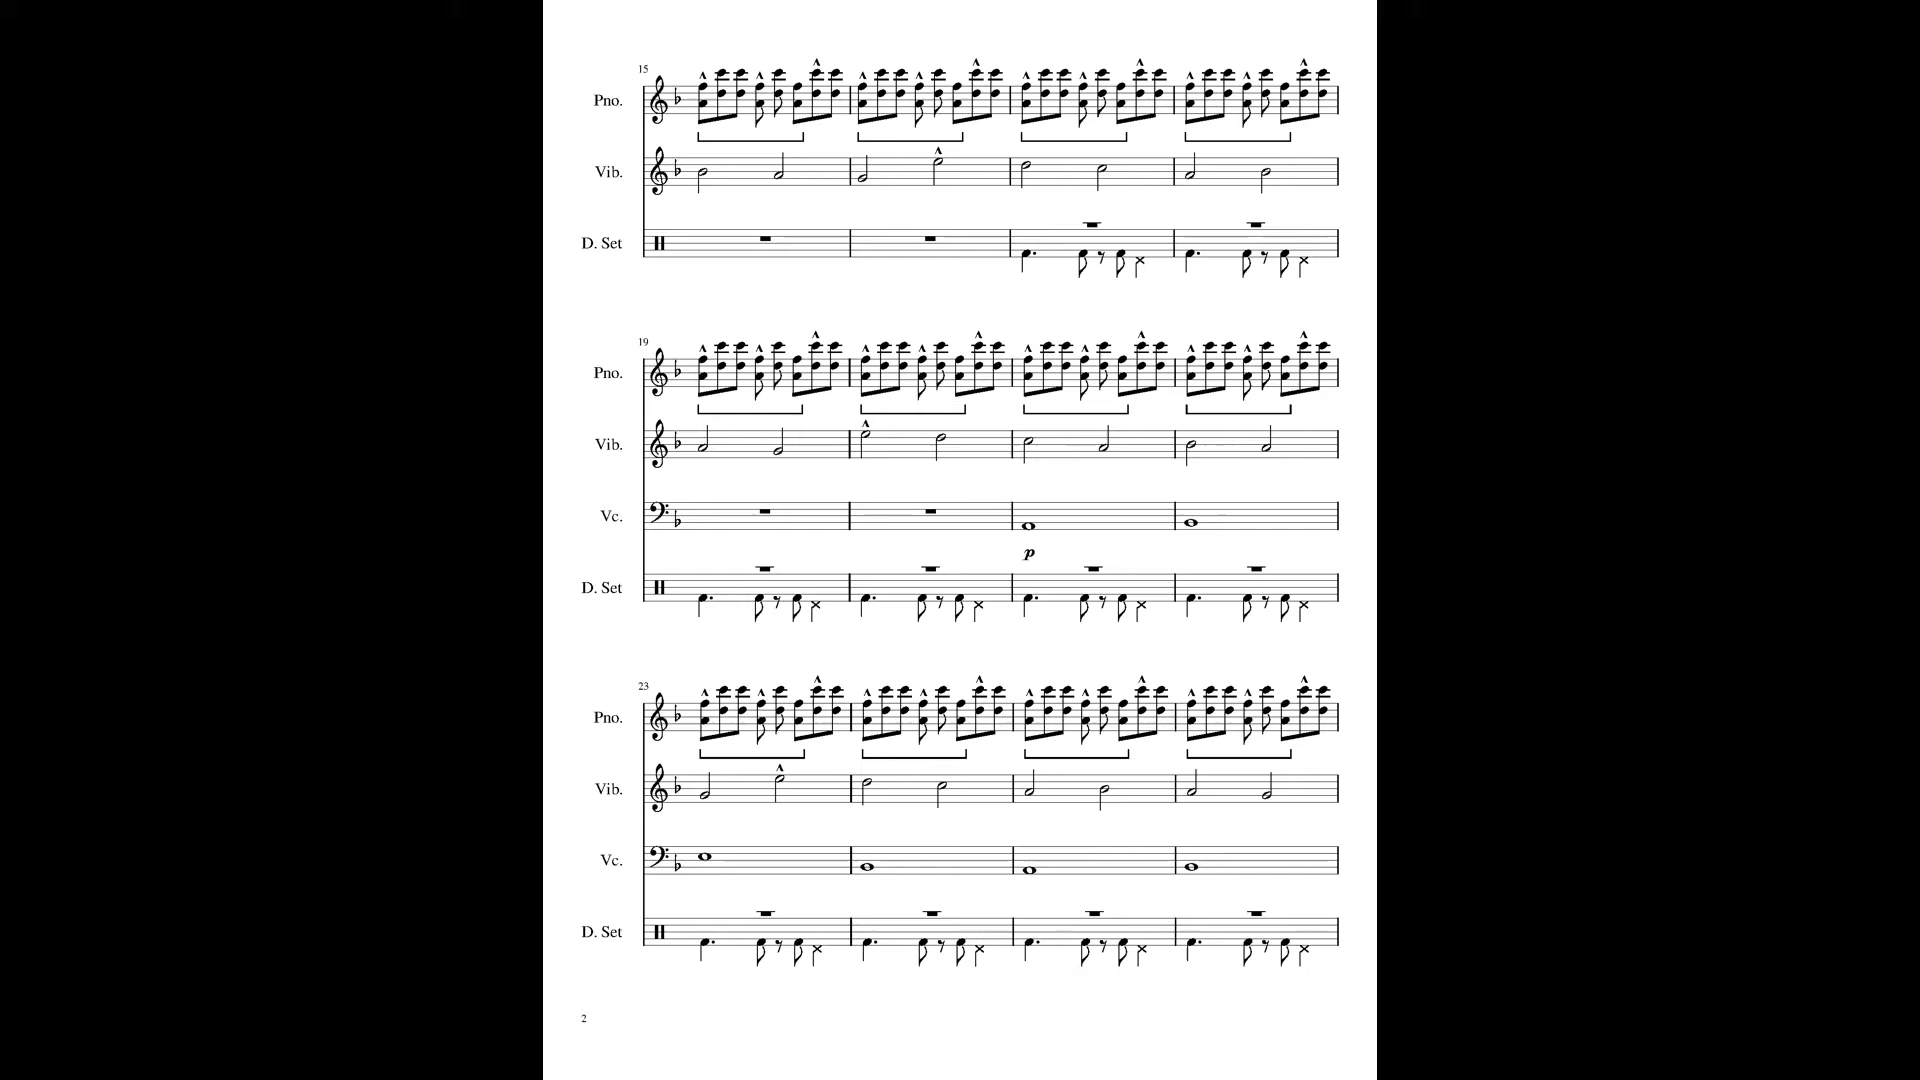 15
Pno.
Vib.
D. Set
19
Pno.
Vib.
Vc.
p
D. Set
23
Pno.
Vib.
Vc.
D. Set
2